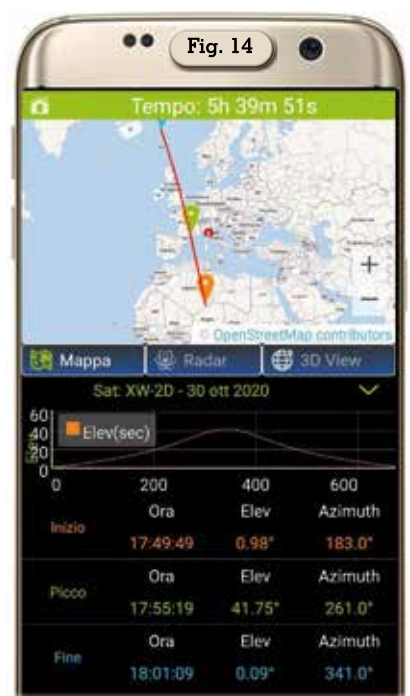 Fig. 14
Tempo: 5h 39m 51s
© OpenStreetMap contributors
Mappa Radar 3D View
Sat: XW-2D - 30 ott 2020
60
40
20
0
Elev(sec)
0 200 400 600
Ora Elev Azimuth
Inizio 17:49:49 0.98° 183.0°
Ora Elev Azimuth
Picco 17:55:19 41.75° 261.0°
Ora Elev Azimuth
Fine 18:01:09 0.09° 341.0°